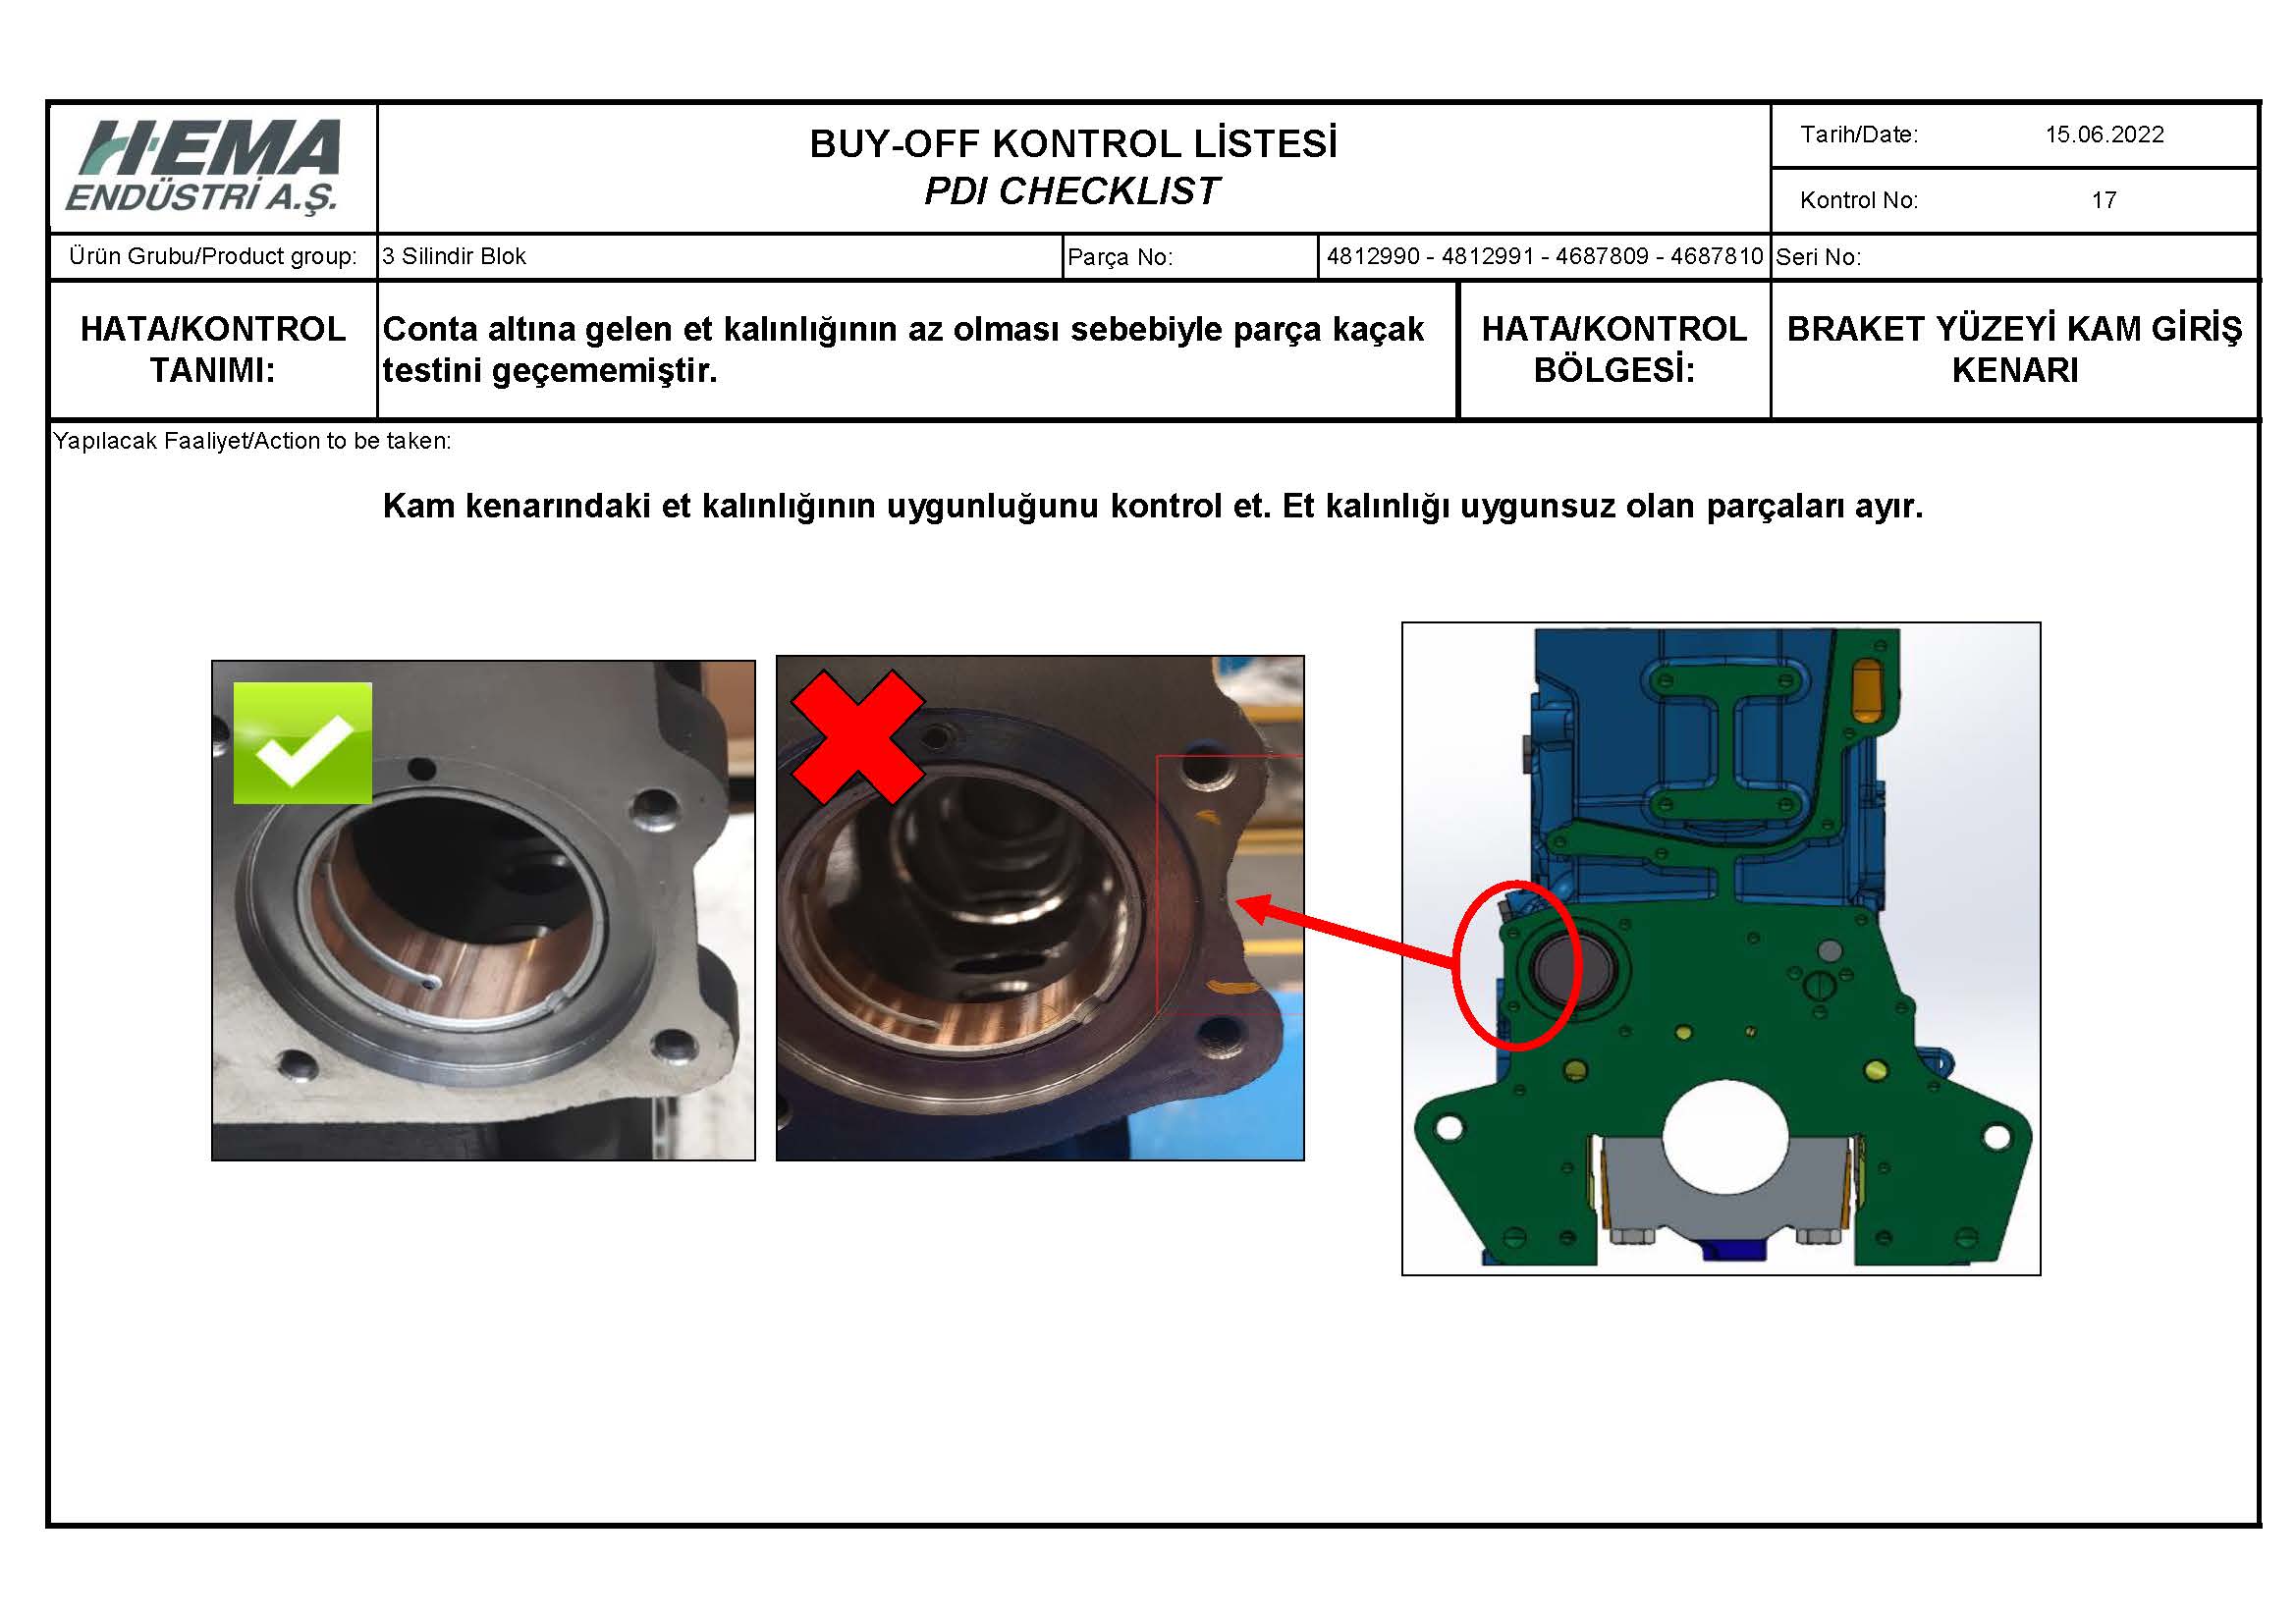 HEMA
ENDÜSTRİ A.Ş.
BUY-OFF KONTROL LİSTESİ
PDI CHECKLIST
Tarih/Date: 15.06.2022
Kontrol No: 17
Ürün Grubu/Product group: 3 Silindir Blok Parça No: 4812990 - 4812991 - 4687809 - 4687810 Seri No:
HATA/KONTROL
TANIMI:
Conta altına gelen et kalınlığının az olması sebebiyle parça kaçak
testini geçememiştir.
HATA/KONTROL
BÖLGESİ:
BRAKET YÜZEYİ KAM GİRİŞ
KENARI
Yapılacak Faaliyet/Action to be taken:
Kam kenarındaki et kalınlığının uygunluğunu kontrol et. Et kalınlığı uygunsuz olan parçaları ayır.